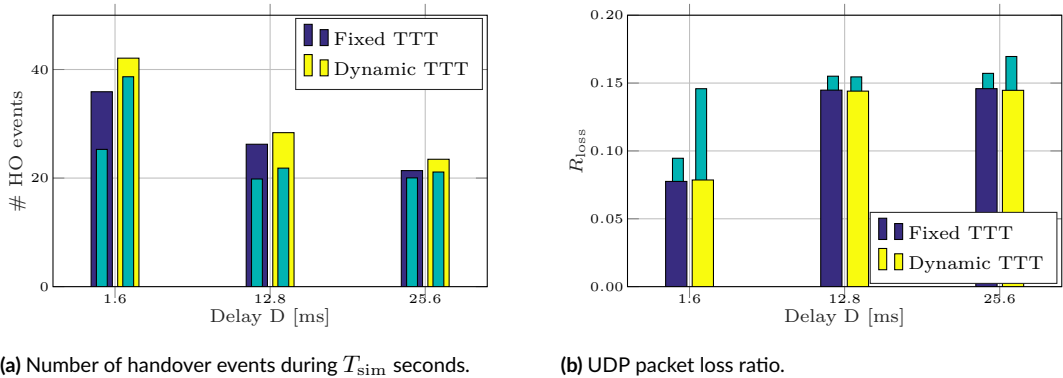 40
20
0
# HO events
1.6
12.8
25.6
Delay D [ms]
Fixed TTT
Dynamic TTT
(a) Number of handover events during T_sim seconds.
0.20
0.15
0.10
0.05
0.00
R_loss
1.6
12.8
25.6
Delay D [ms]
Fixed TTT
Dynamic TTT
(b) UDP packet loss ratio.